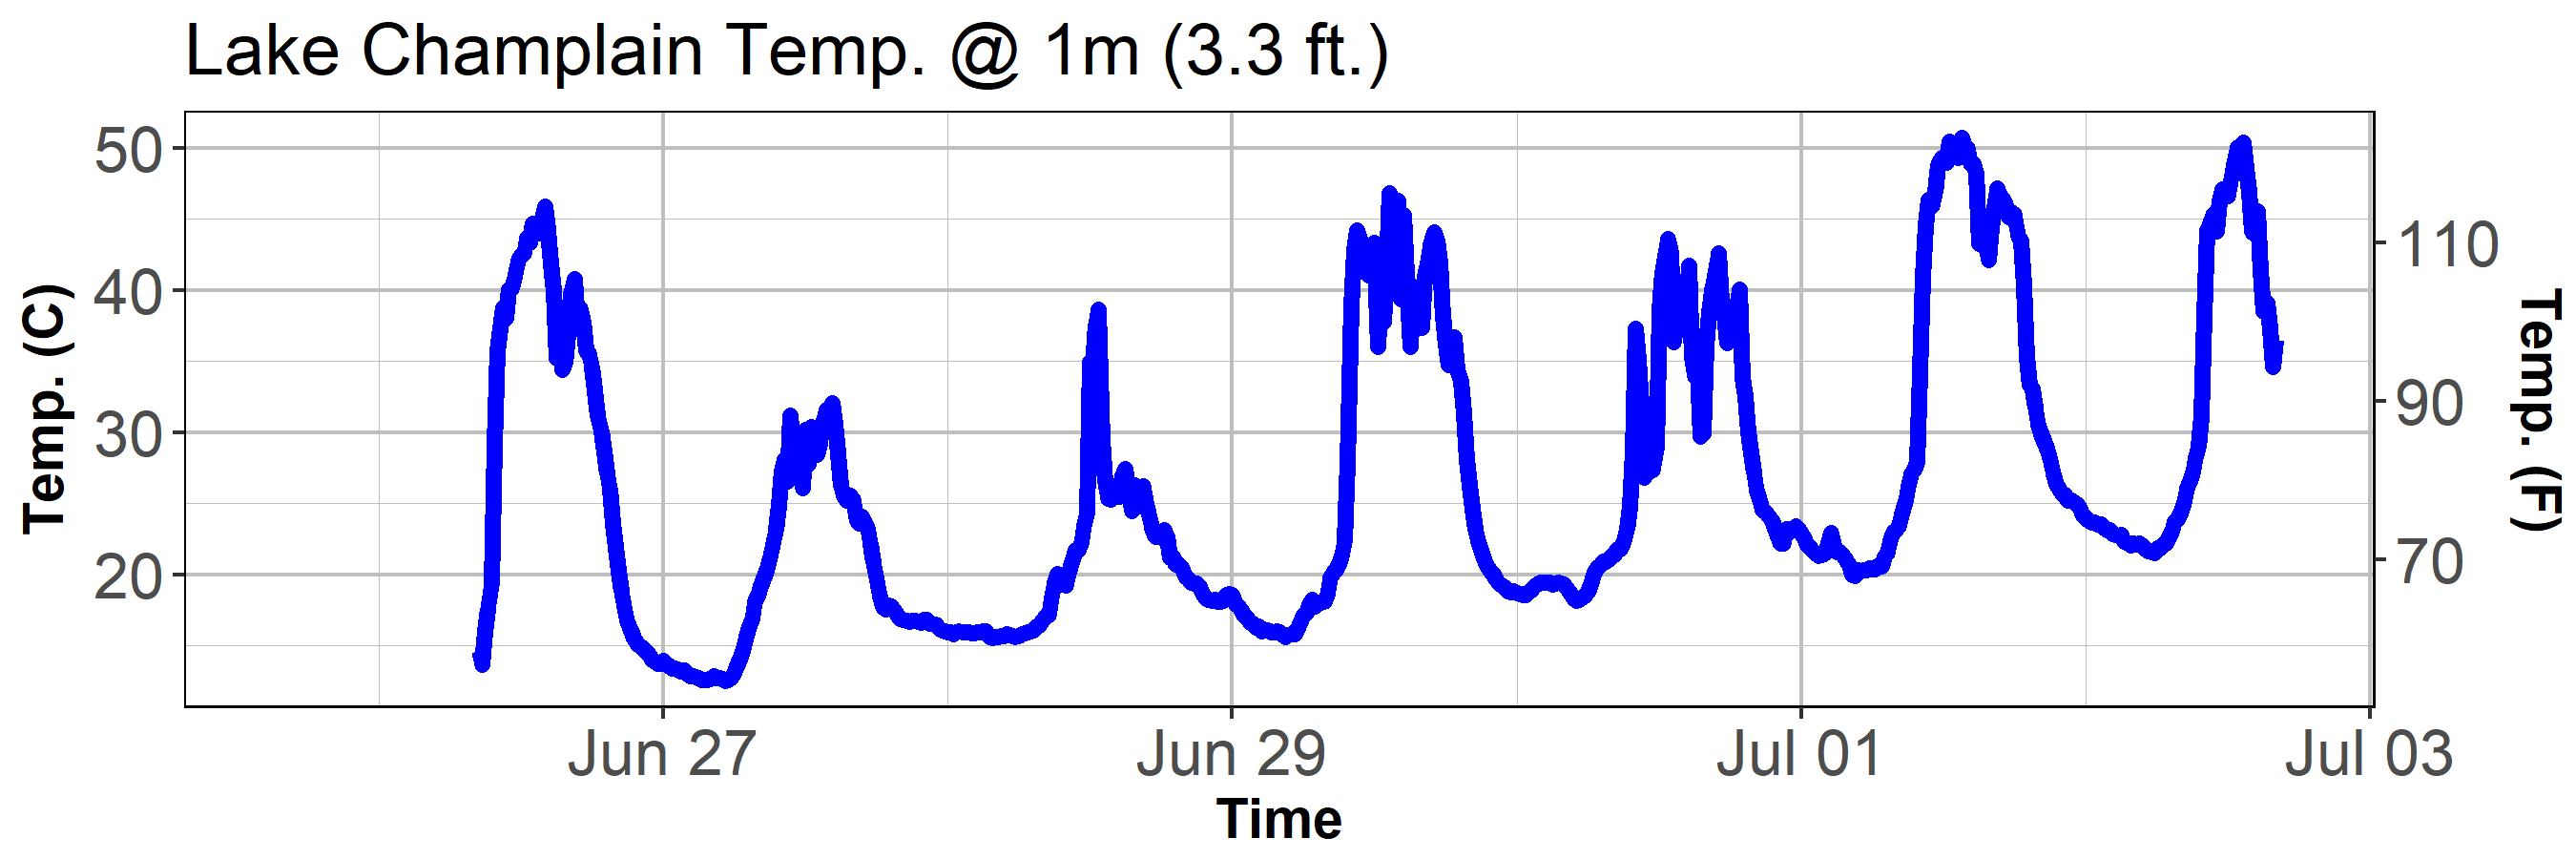 Lake Champlain Temp. @ 1m (3.3 ft.)
Temp. (C)
50
40
30
20
110
90
70
Temp. (F)
Jun 27
Jun 29
Jul 01
Jul 03
Time